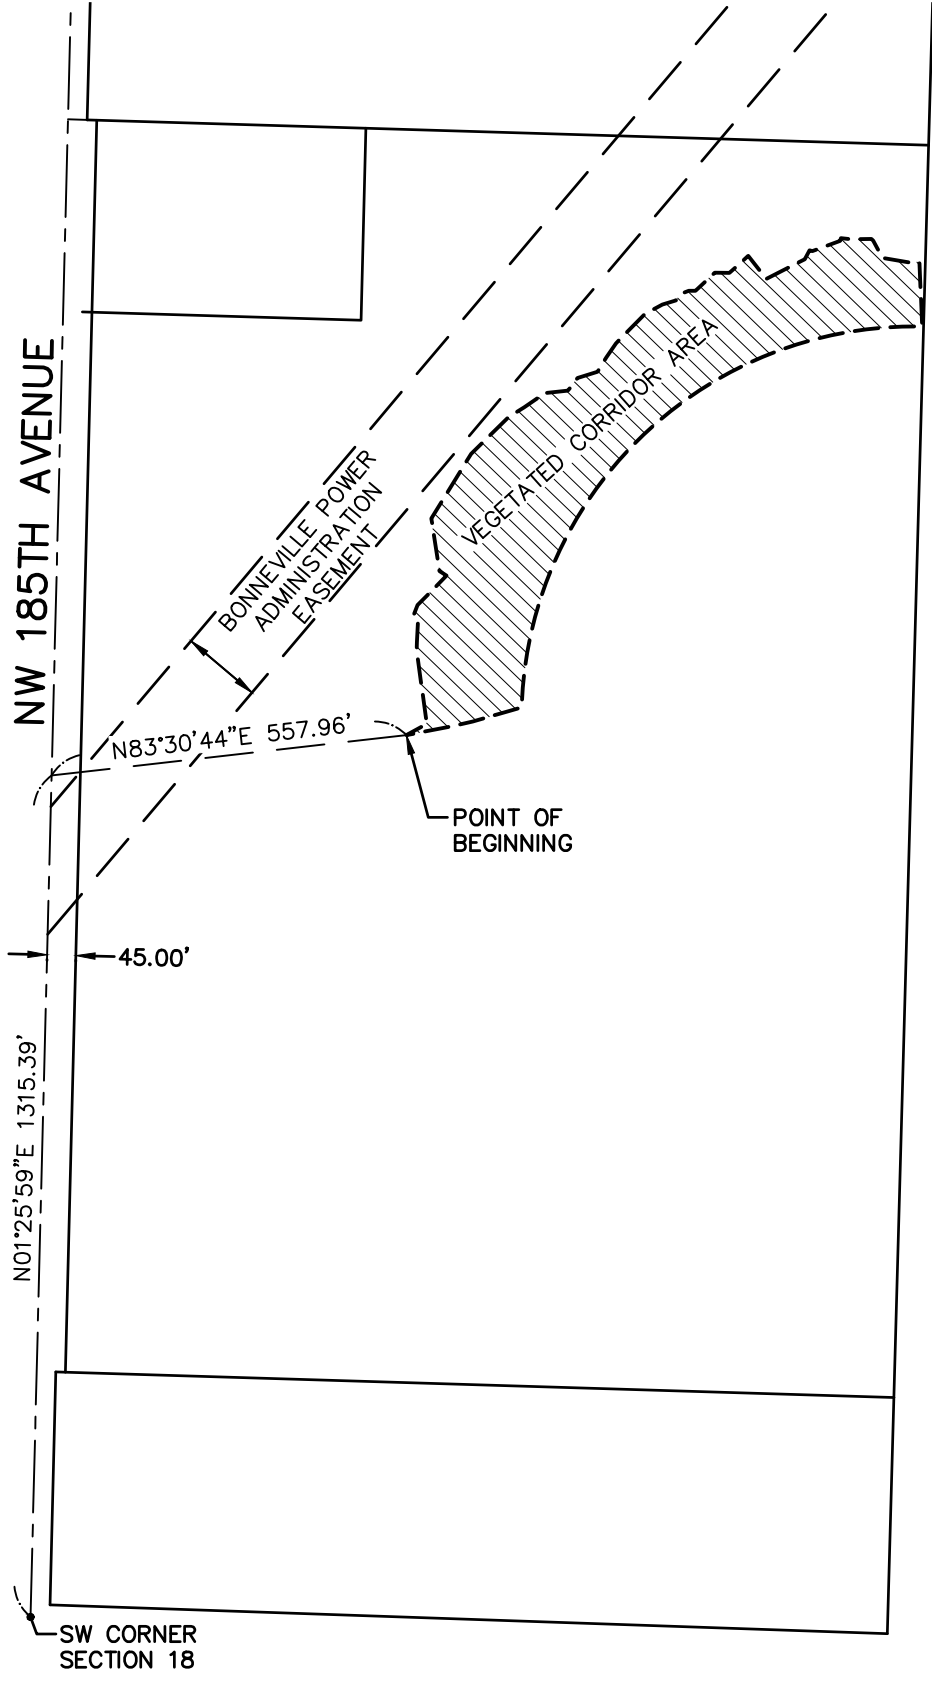 NW 185TH AVENUE
BONNEVILLE POWER
ADMINISTRATION
EASEMENT
VEGETATED CORRIDOR AREA
N83°30'44"E 557.96'
POINT OF
BEGINNING
45.00'
N01°25'59"E 1315.39'
SW CORNER
SECTION 18